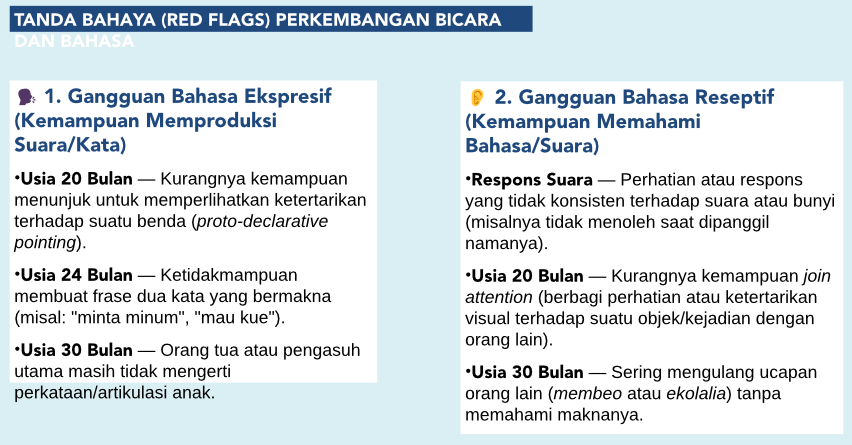 TANDA BAHAYA (RED FLAGS) PERKEMBANGAN BICARA
DAN BAHASA
🗣 1. Gangguan Bahasa Ekspresif
(Kemampuan Memproduksi
Suara/Kata)
•Usia 20 Bulan — Kurangnya kemampuan
menunjuk untuk memperlihatkan ketertarikan
terhadap suatu benda (proto-declarative
pointing).
•Usia 24 Bulan — Ketidakmampuan
membuat frase dua kata yang bermakna
(misal: "minta minum", "mau kue").
•Usia 30 Bulan — Orang tua atau pengasuh
utama masih tidak mengerti
perkataan/artikulasi anak.
👂 2. Gangguan Bahasa Reseptif
(Kemampuan Memahami
Bahasa/Suara)
•Respons Suara — Perhatian atau respons
yang tidak konsisten terhadap suara atau bunyi
(misalnya tidak menoleh saat dipanggil
namanya).
•Usia 20 Bulan — Kurangnya kemampuan join
attention (berbagi perhatian atau ketertarikan
visual terhadap suatu objek/kejadian dengan
orang lain).
•Usia 30 Bulan — Sering mengulang ucapan
orang lain (membeo atau ekolalia) tanpa
memahami maknanya.